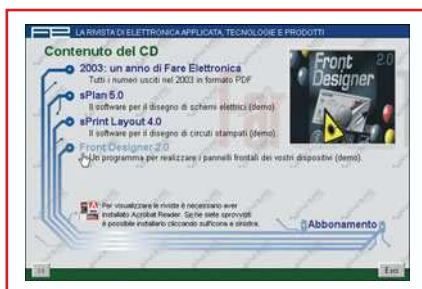 FE LA RIVISTA DI ELETTRONICA APPLICATA, TECNOLOGIE E PRODOTTI
Contenuto del CD
2003: un anno di Fare Elettronica
Tutti i numeri usciti nel 2003 in formato PDF
sPlan 5.0
Il software per il disegno di schemi elettrici (demo).
sPrint Layout 4.0
Il software per il disegno di circuiti stampati (demo).
Front Designer 2.0
Un programma per realizzare i pannelli frontali dei vostri dispositivi (demo).
Front 2.0
Designer
Per visualizzare le riviste è necessario aver
installato Acrobat Reader. Se ne siete sprovvisti
è possibile installarlo cliccando sull'icona a sinistra.
Abbonamento
Esci